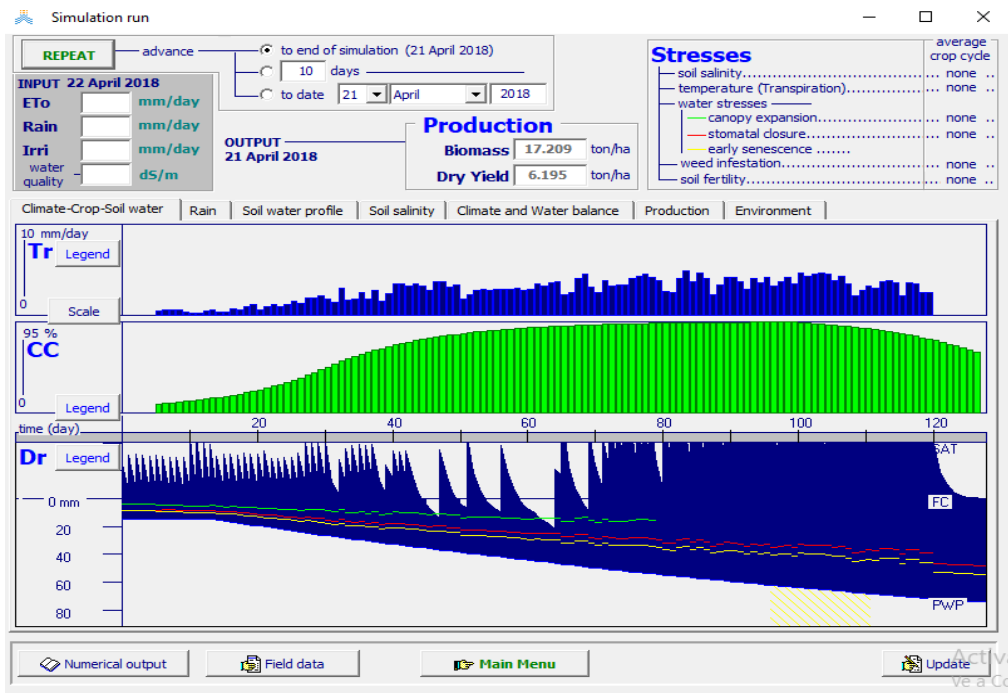 Simulation run
REPEAT
advance
to end of simulation (21 April 2018)
10 days
to date 21 April 2018
INPUT 22 April 2018
ETo mm/day
Rain mm/day
Irri mm/day
water quality dS/m
OUTPUT
21 April 2018
Production
Biomass 17.209 ton/ha
Dry Yield 6.195 ton/ha
Stresses
average
crop cycle
soil salinity............................... none ..
temperature (Transpiration)............... none ..
water stresses
canopy expansion.................... none ..
stomatal closure..................... none ..
early senescence .......
weed infestation........................... none ..
soil fertility............................... none ..
Climate-Crop-Soil water Rain Soil water profile Soil salinity Climate and Water balance Production Environment
10 mm/day
Tr Legend
0
Scale
95 %
CC
0
Legend
time (day) 20 40 60 80 100 120
Dr Legend
SAT
0 mm
FC
20
40
60
80
PWP
Numerical output Field data Main Menu Update